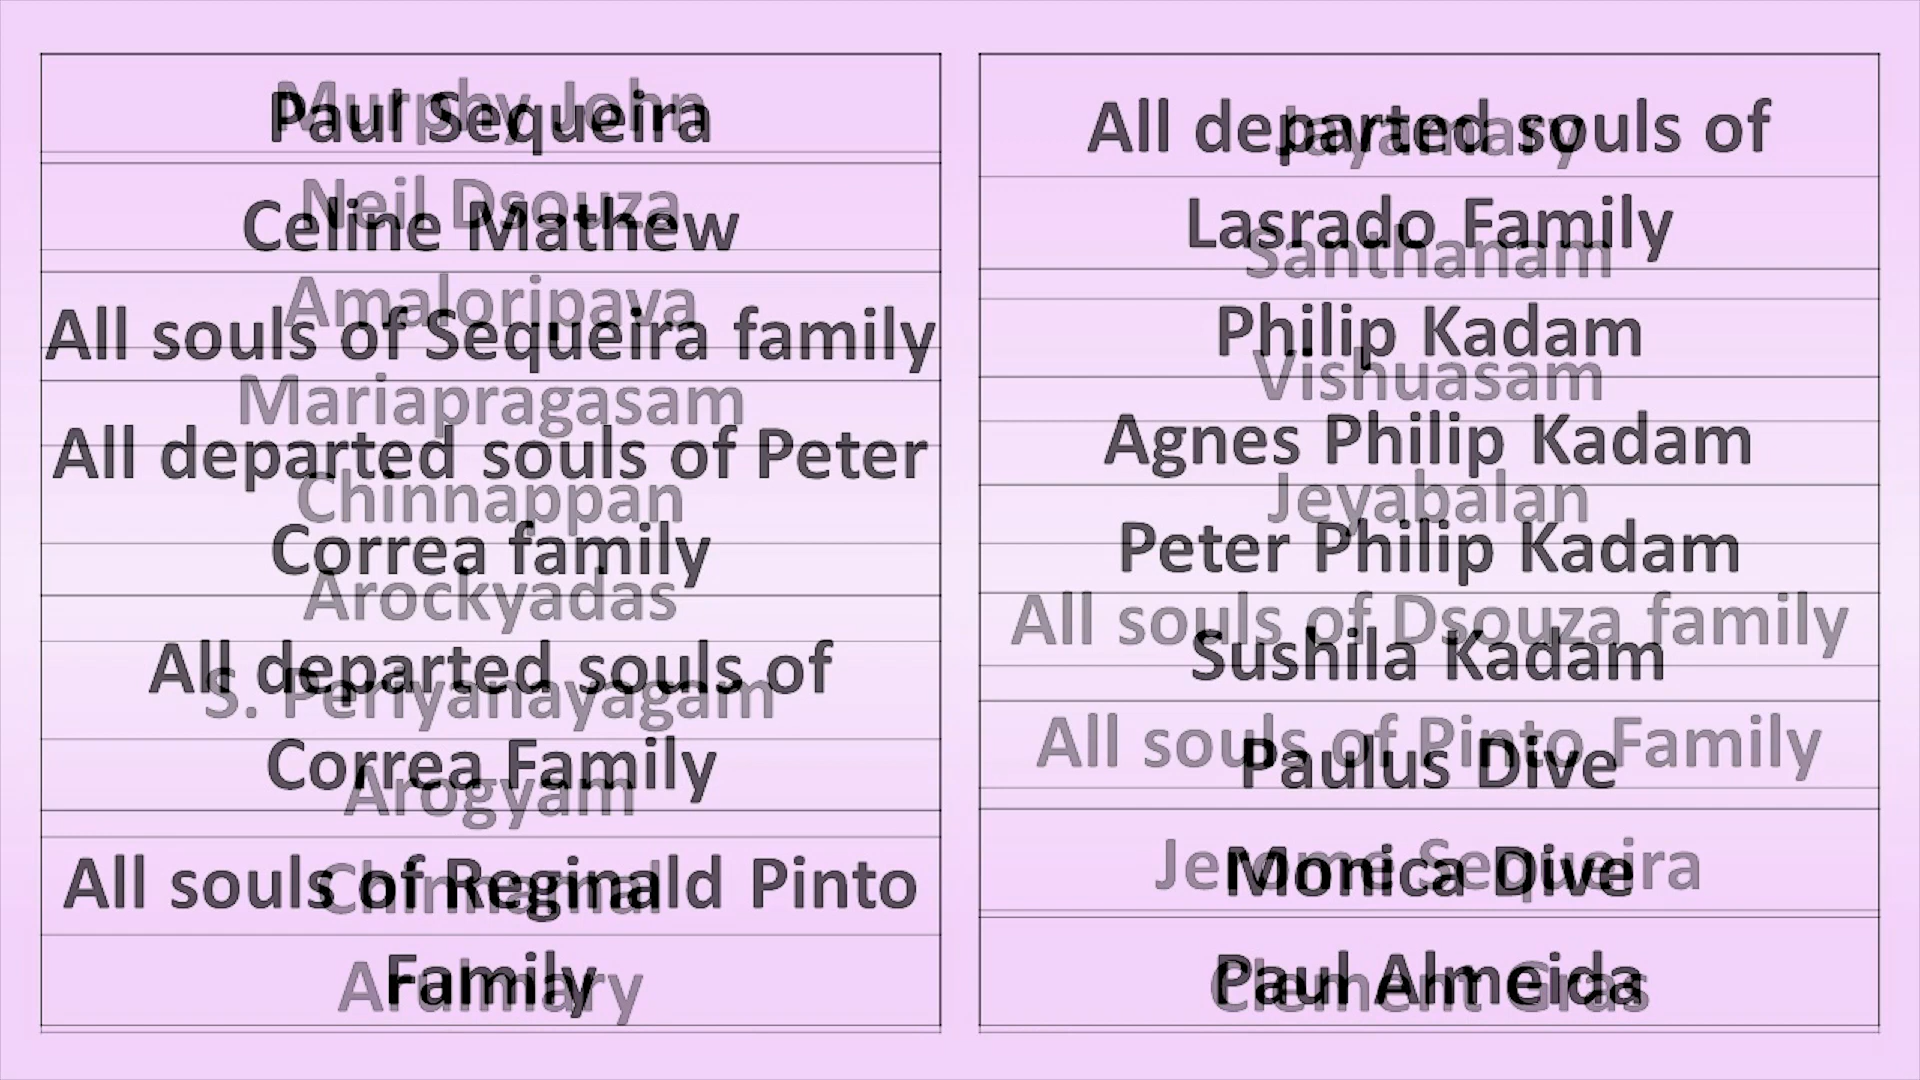 Murphy John
Paul Sequeira
Neil Dsouza
Celine Mathew
Amaloripava
All souls of Sequeira family
Mariapragasam
All departed souls of Peter
Chinnappan
Correa family
Arockyadas
All departed souls of
S. Periyanayagam
Correa Family
Arogyam
All souls of Reginald Pinto
Chinnamal
Family
Arulmary
All departed souls of
Jayamary
Lasrado Family
Santhanam
Philip Kadam
Vishuasam
Agnes Philip Kadam
Jeyabalan
Peter Philip Kadam
All souls of Dsouza family
Sushila Kadam
All souls of Pinto Family
Paulus Dive
Jerome Sequeira
Monica Dive
Paul Almeida
Clement Gras